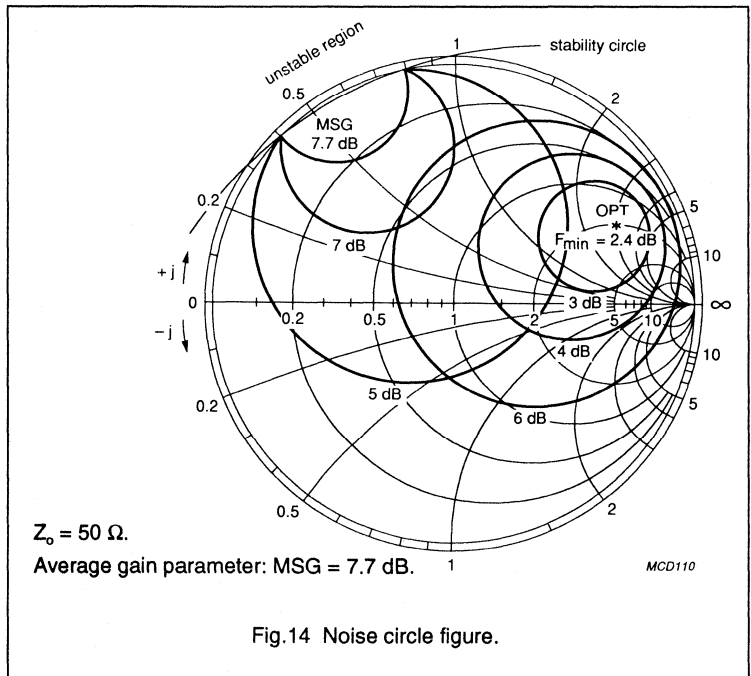 unstable region
1
stability circle
0.5
2
MSG
7.7 dB
0.2
5
OPT
*
F_min = 2.4 dB
7 dB
10
+j
0
3 dB
∞
–j
0.2
0.5
1
2
5
10
4 dB
10
5 dB
6 dB
0.2
5
0.5
2
1
Z_o = 50 Ω.
Average gain parameter: MSG = 7.7 dB.
MCD110
Fig.14 Noise circle figure.